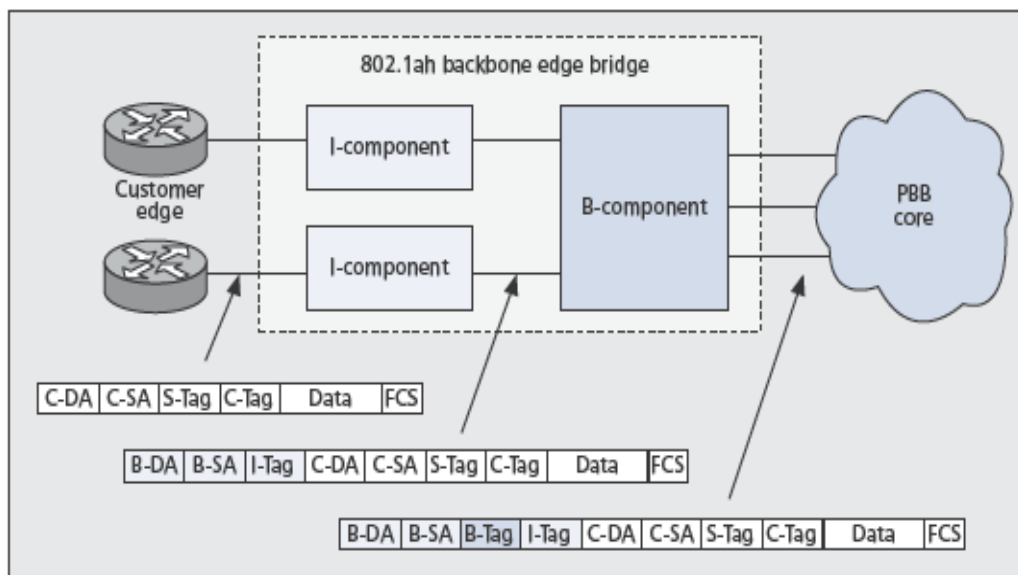 802.1ah backbone edge bridge
I-component
Customer
edge
B-component
PBB
core
I-component
C-DA C-SA S-Tag C-Tag Data FCS
B-DA B-SA I-Tag C-DA C-SA S-Tag C-Tag Data FCS
B-DA B-SA B-Tag I-Tag C-DA C-SA S-Tag C-Tag Data FCS